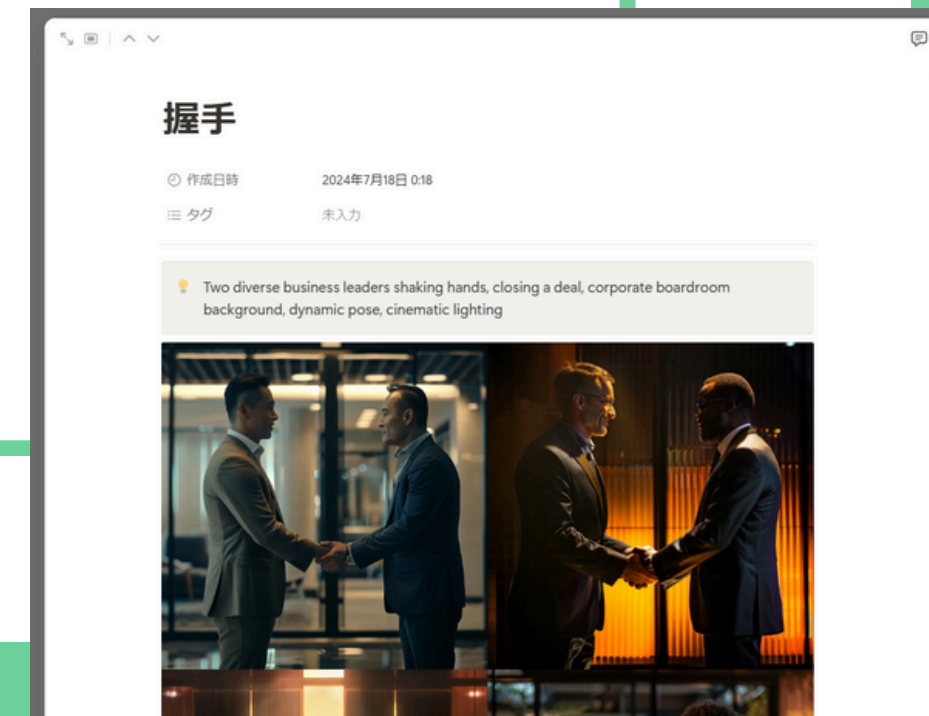 握手
作成日時 2024年7月18日 0:18
タグ 未入力
Two diverse business leaders shaking hands, closing a deal, corporate boardroom
background, dynamic pose, cinematic lighting